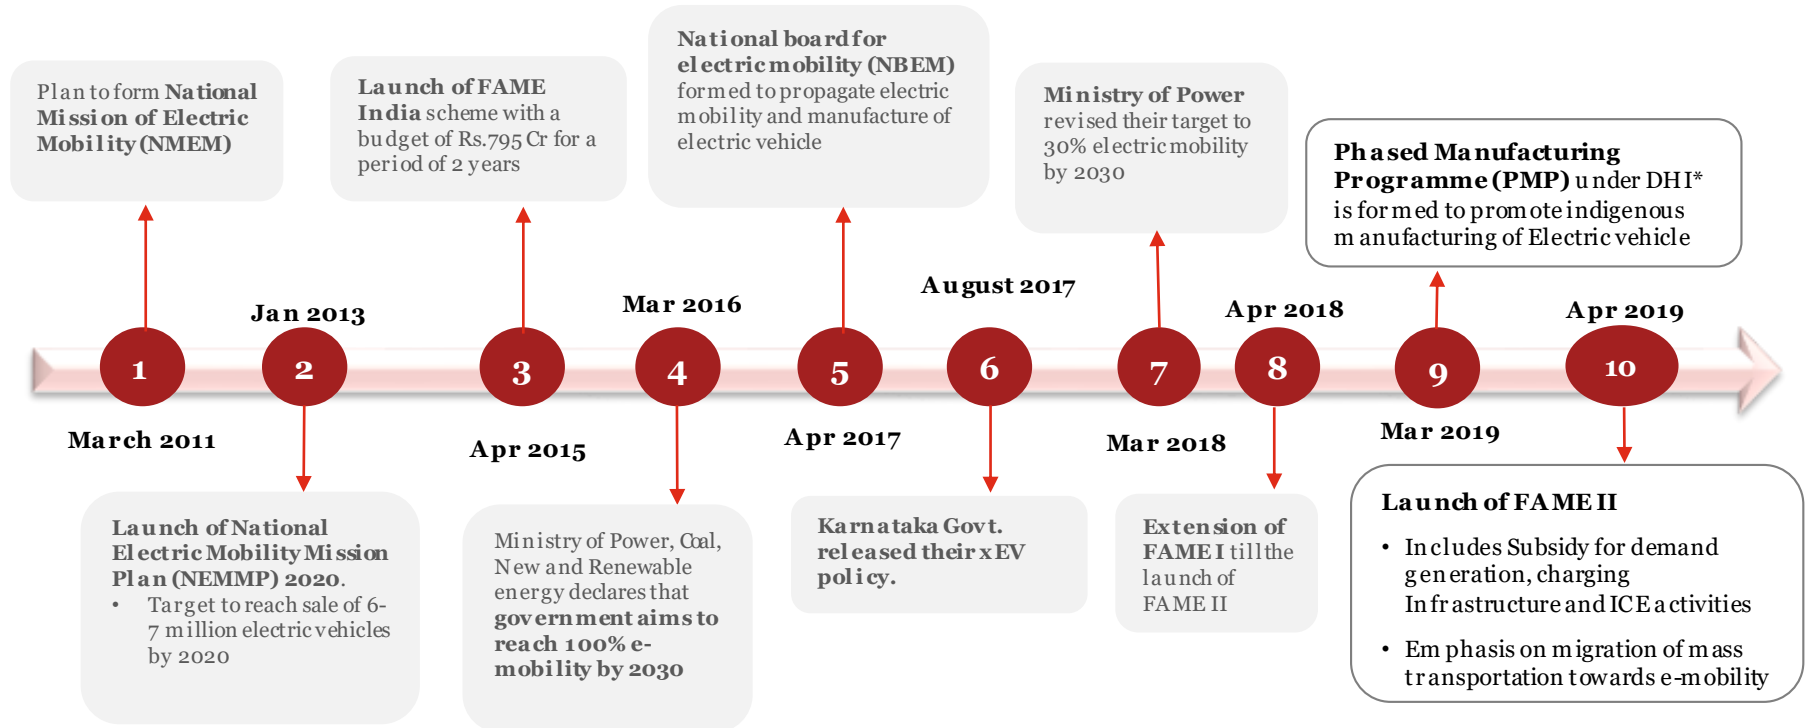 Plan to form National
Mission of Electric
Mobility (NMEM)
Launch of FAME
India scheme with a
budget of Rs.795 Cr for a
period of 2 years
National board for
electric mobility (NBEM)
formed to propagate electric
mobility and manufacture of
electric vehicle
Ministry of Power
revised their target to
30% electric mobility
by 2030
Phased Manufacturing
Programme (PMP) under DHI*
is formed to promote indigenous
manufacturing of Electric vehicle
Jan 2013
Mar 2016
August 2017
Apr 2018
Apr 2019
1
2
3
4
5
6
7
8
9
10
March 2011
Apr 2015
Apr 2017
Mar 2018
Mar 2019
Launch of National
Electric Mobility Mission
Plan (NEMMP) 2020.
• Target to reach sale of 6-
7 million electric vehicles
by 2020
Ministry of Power, Coal,
New and Renewable
energy declares that
government aims to
reach 100% e-
mobility by 2030
Karnataka Govt.
released their xEV
policy.
Extension of
FAME I till the
launch of
FAME II
Launch of FAME II
• Includes Subsidy for demand
generation, charging
Infrastructure and ICE activities
• Emphasis on migration of mass
transportation towards e-mobility